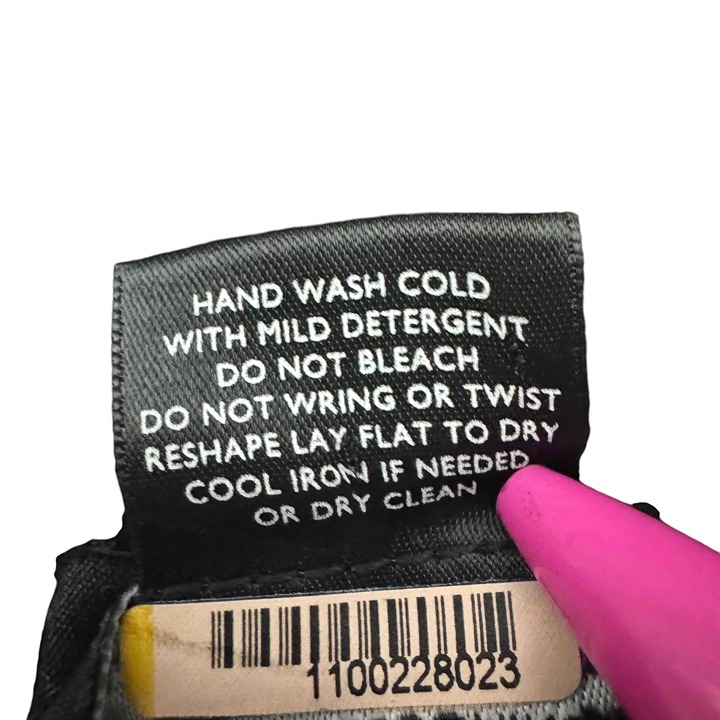 HAND WASH COLD
WITH MILD DETERGENT
DO NOT BLEACH
DO NOT WRING OR TWIST
RESHAPE LAY FLAT TO DRY
COOL IRON IF NEEDED
OR DRY CLEAN
1100228023